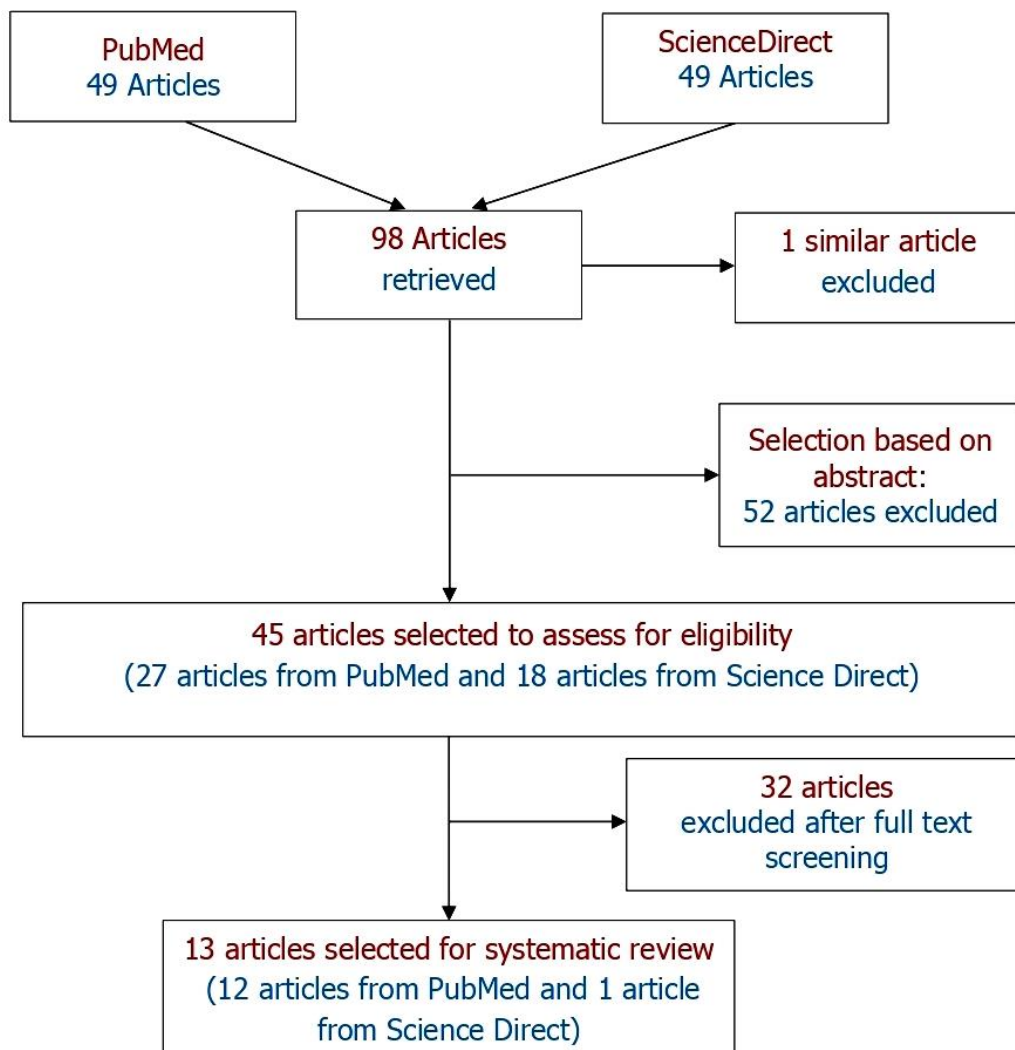 PubMed
49 Articles
ScienceDirect
49 Articles
98 Articles
retrieved
1 similar article
excluded
Selection based on
abstract:
52 articles excluded
45 articles selected to assess for eligibility
(27 articles from PubMed and 18 articles from Science Direct)
32 articles
excluded after full text
screening
13 articles selected for systematic review
(12 articles from PubMed and 1 article
from Science Direct)